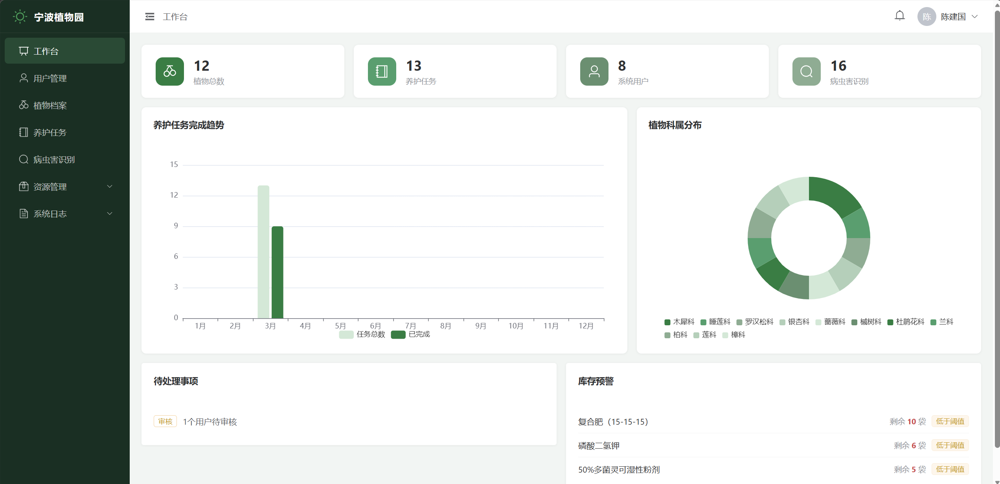 宁波植物园
工作台
陈
陈建国
工作台
用户管理
植物档案
养护任务
病虫害识别
资源管理
系统日志
12
植物总数
13
养护任务
8
系统用户
16
病虫害识别
养护任务完成趋势
15
12
9
6
3
0
1月 2月 3月 4月 5月 6月 7月 8月 9月 10月 11月 12月
任务总数 已完成
植物科属分布
木犀科 睡莲科 罗汉松科 银杏科 蔷薇科 槭树科 杜鹃花科 兰科
柏科 莲科 樟科
待处理事项
审核 1个用户待审核
库存预警
复合肥（15-15-15） 剩余 10 袋 低于阈值
磷酸二氢钾 剩余 6 袋 低于阈值
50%多菌灵可湿性粉剂 剩余 5 袋 低于阈值